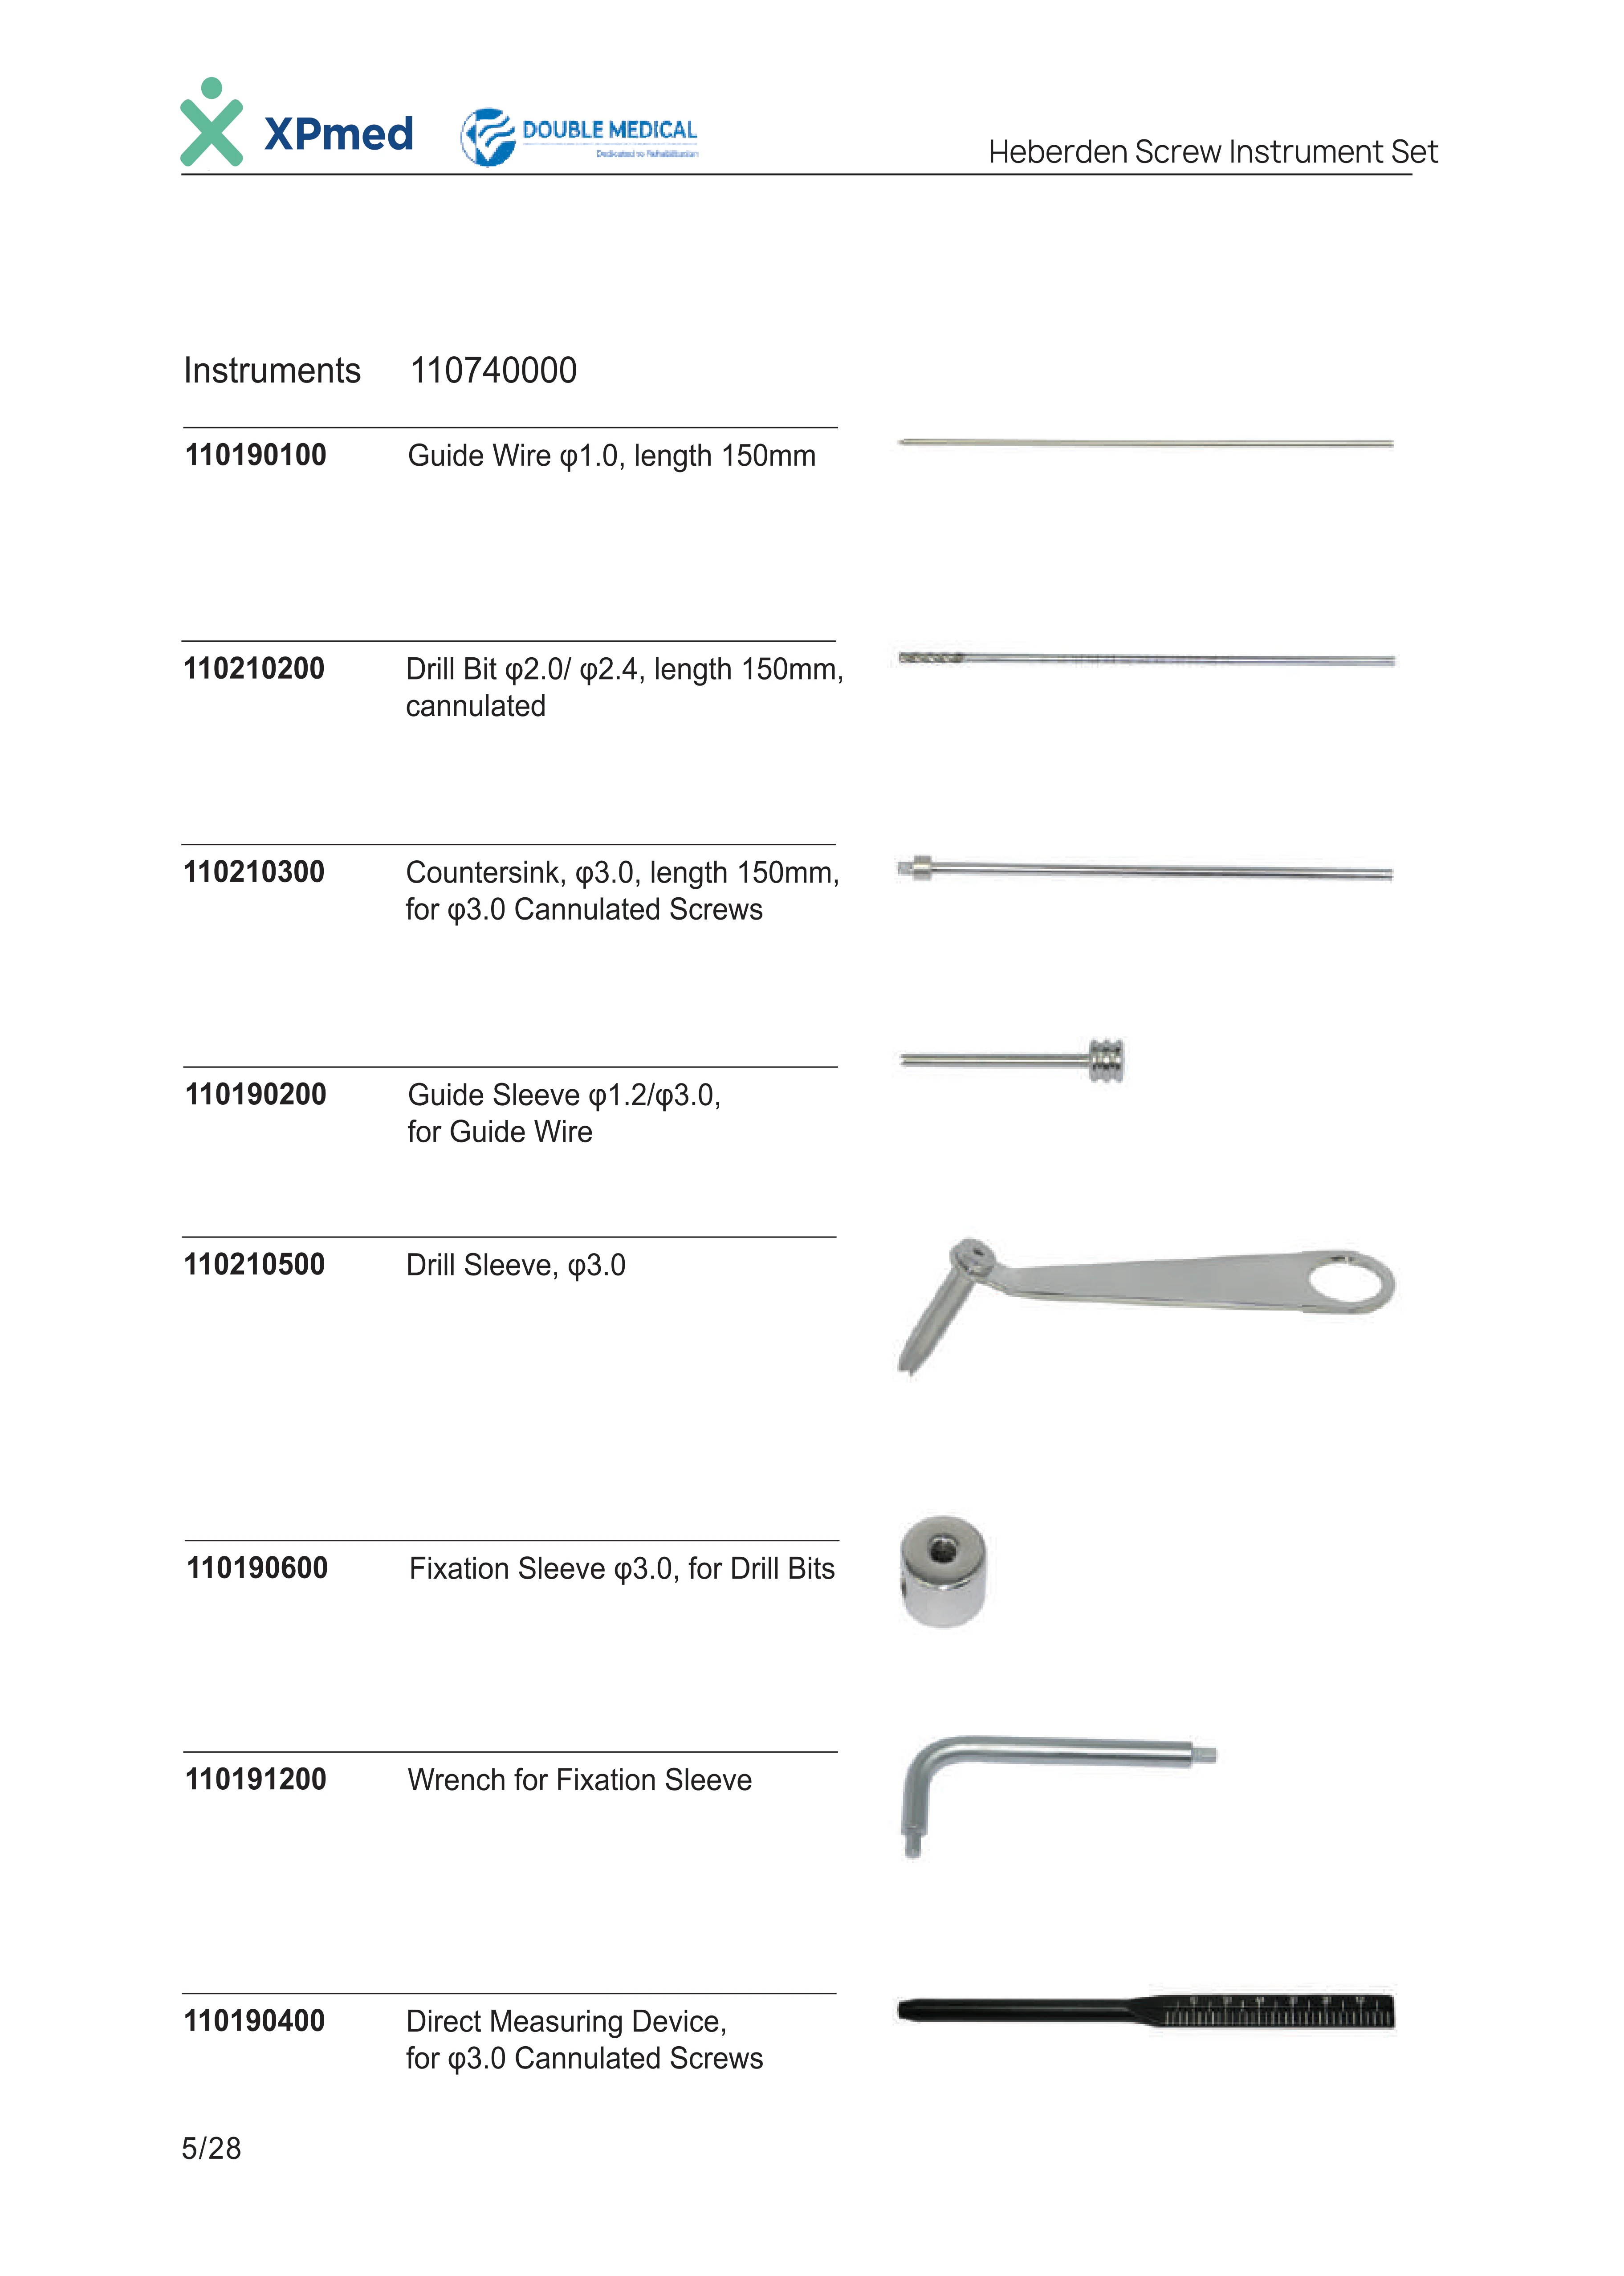 XPmed
DOUBLE MEDICAL
Dedicated to Rehabilitation
Heberden Screw Instrument Set
Instruments 110740000
110190100 Guide Wire φ1.0, length 150mm
110210200 Drill Bit φ2.0/ φ2.4, length 150mm,
cannulated
110210300 Countersink, φ3.0, length 150mm,
for φ3.0 Cannulated Screws
110190200 Guide Sleeve φ1.2/φ3.0,
for Guide Wire
110210500 Drill Sleeve, φ3.0
110190600 Fixation Sleeve φ3.0, for Drill Bits
110191200 Wrench for Fixation Sleeve
110190400 Direct Measuring Device,
for φ3.0 Cannulated Screws
5/28